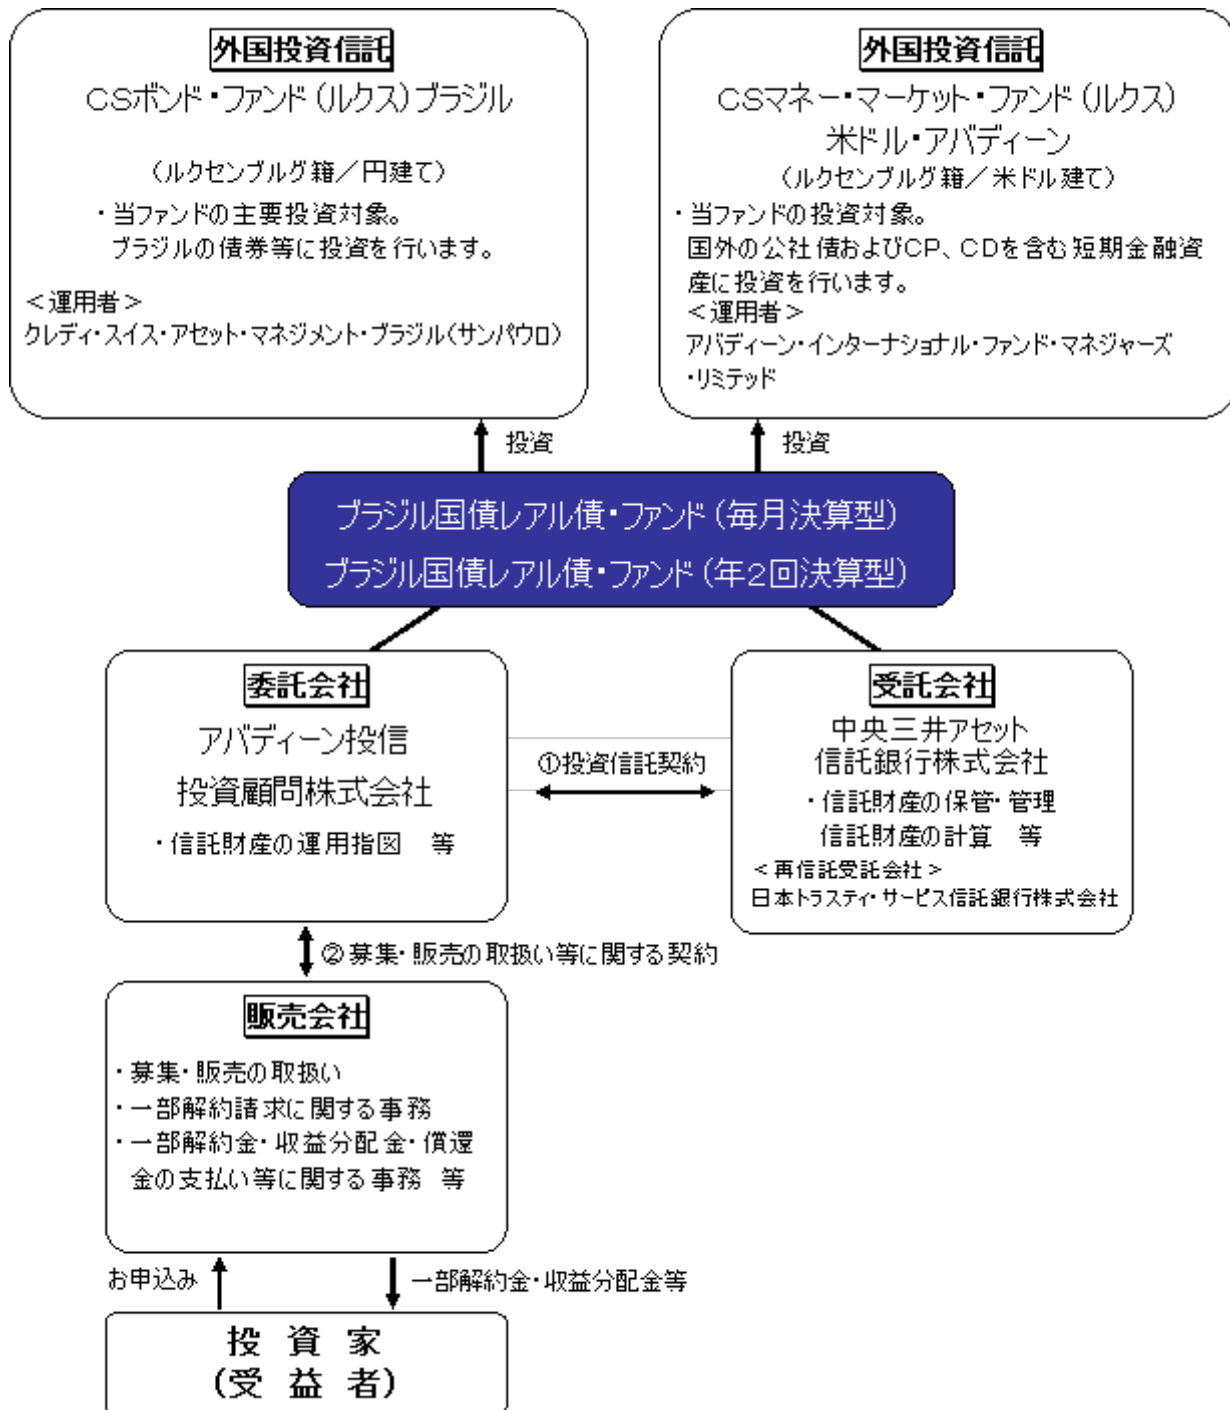 外国投資信託
CSボンド・ファンド(ルクス)ブラジル
(ルクセンブルグ籍/円建て)
・当ファンドの主要投資対象。
ブラジルの債券等に投資を行います。
<運用者>
クレディ・スイス・アセット・マネジメント・ブラジル(サンパウロ)
外国投資信託
CSマネー・マーケット・ファンド(ルクス)
米ドル・アバディーン
(ルクセンブルグ籍/米ドル建て)
・当ファンドの投資対象。
国外の公社債およびCP、CDを含む短期金融資
産に投資を行います。
<運用者>
アバディーン・インターナショナル・ファンド・マネジャーズ
・リミテッド
投資
投資
ブラジル国債レアル債・ファンド(毎月決算型)
ブラジル国債レアル債・ファンド(年2回決算型)
委託会社
アバディーン投信
投資顧問株式会社
・信託財産の運用指図 等
①投資信託契約
受託会社
中央三井アセット
信託銀行株式会社
・信託財産の保管・管理
信託財産の計算 等
<再信託受託会社>
日本トラスティ・サービス信託銀行株式会社
②募集・販売の取扱い等に関する契約
販売会社
・募集・販売の取扱い
・一部解約請求に関する事務
・一部解約金・収益分配金・償還
金の支払い等に関する事務 等
お申込み
一部解約金・収益分配金等
投 資 家
(受 益 者)